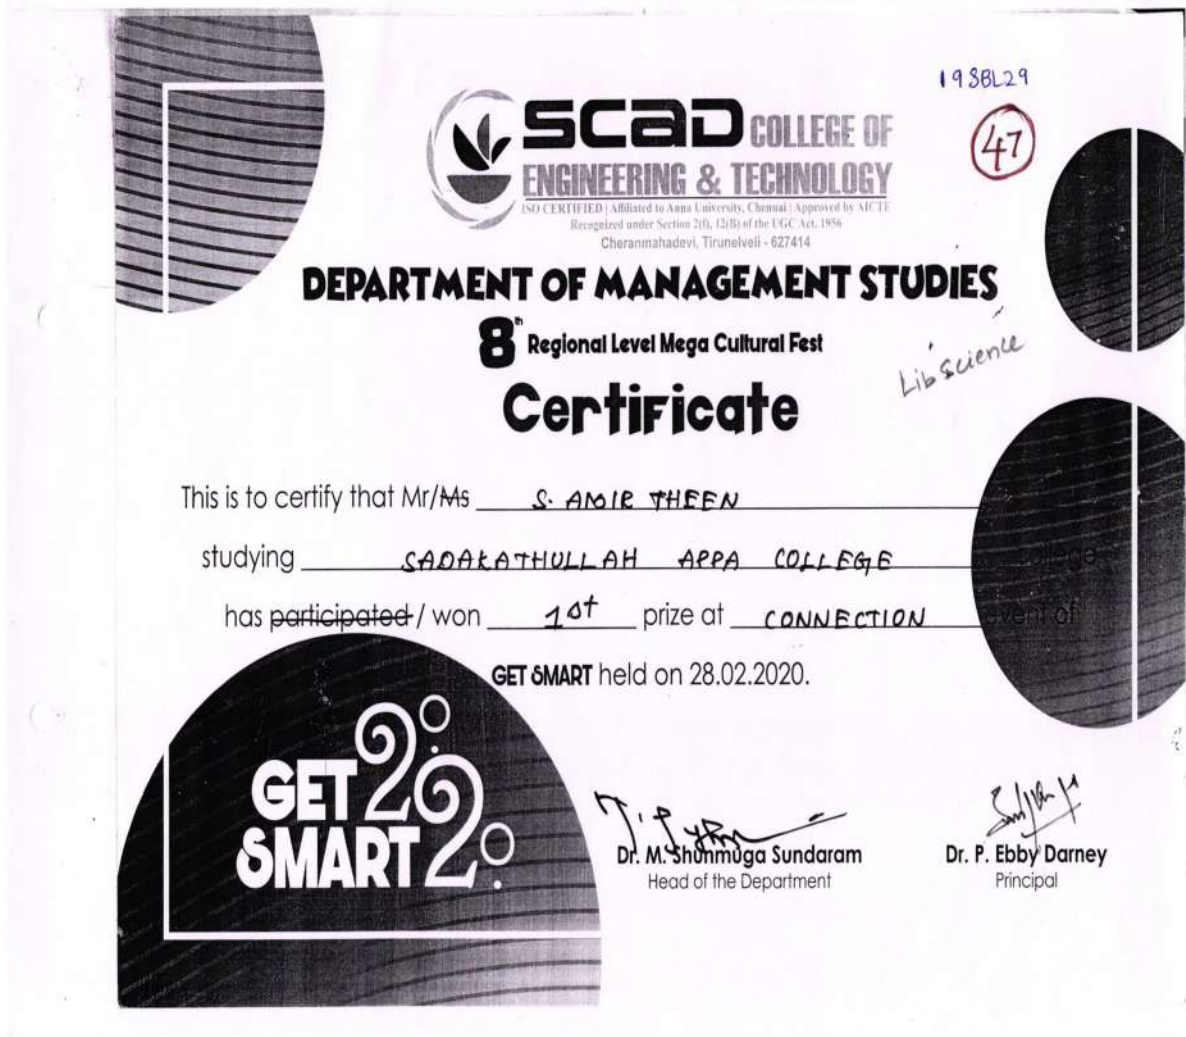 19SBL29
47
SCAD COLLEGE OF
ENGINEERING & TECHNOLOGY
ISO CERTIFIED | Affiliated to Anna University, Chennai | Approved by AICTE
Recognized under Section 2(f), 12(B) of the UGC Act, 1956
Cheranmahadevi, Tirunelveli - 627414
DEPARTMENT OF MANAGEMENT STUDIES
8th Regional Level Mega Cultural Fest
Lib Science
Certificate
This is to certify that Mr/Ms S. AMIR THEEN
studying SADAKATHULLAH APPA COLLEGE college
has participated / won 1st prize at CONNECTION event of
GET SMART held on 28.02.2020.
GET 2020
SMART
Dr. M. Shunmuga Sundaram
Head of the Department
Dr. P. Ebby Darney
Principal